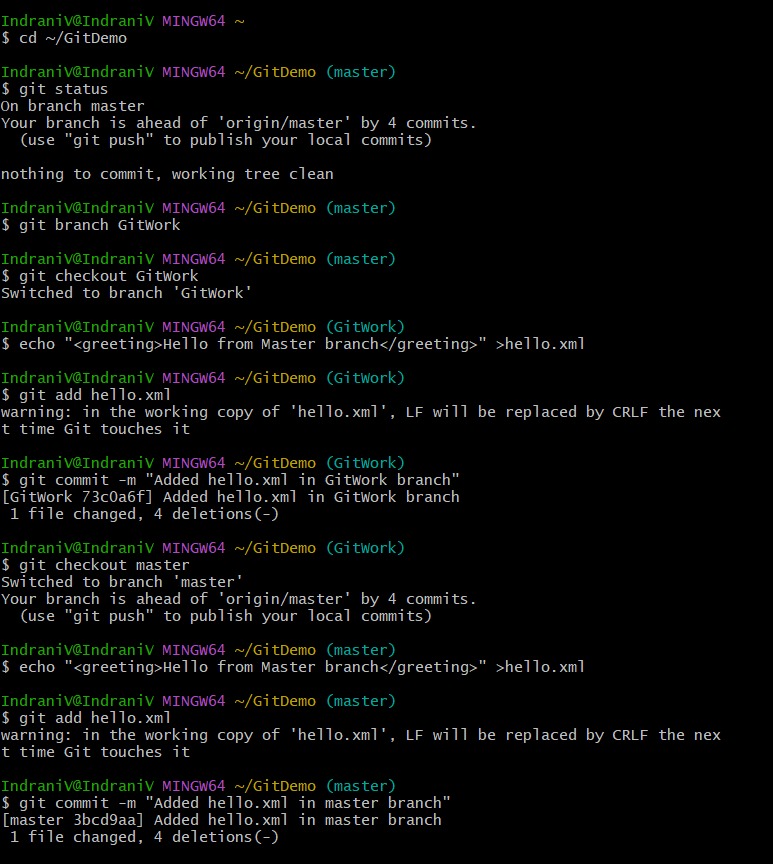 IndraniV@IndraniV MINGW64 ~
$ cd ~/GitDemo
IndraniV@IndraniV MINGW64 ~/GitDemo (master)
$ git status
On branch master
Your branch is ahead of 'origin/master' by 4 commits.
  (use "git push" to publish your local commits)
nothing to commit, working tree clean
IndraniV@IndraniV MINGW64 ~/GitDemo (master)
$ git branch GitWork
IndraniV@IndraniV MINGW64 ~/GitDemo (master)
$ git checkout GitWork
Switched to branch 'GitWork'
IndraniV@IndraniV MINGW64 ~/GitDemo (GitWork)
$ echo "<greeting>Hello from Master branch</greeting>" >hello.xml
IndraniV@IndraniV MINGW64 ~/GitDemo (GitWork)
$ git add hello.xml
warning: in the working copy of 'hello.xml', LF will be replaced by CRLF the nex
t time Git touches it
IndraniV@IndraniV MINGW64 ~/GitDemo (GitWork)
$ git commit -m "Added hello.xml in GitWork branch"
[GitWork 73c0a6f] Added hello.xml in GitWork branch
 1 file changed, 4 deletions(-)
IndraniV@IndraniV MINGW64 ~/GitDemo (GitWork)
$ git checkout master
Switched to branch 'master'
Your branch is ahead of 'origin/master' by 4 commits.
  (use "git push" to publish your local commits)
IndraniV@IndraniV MINGW64 ~/GitDemo (master)
$ echo "<greeting>Hello from Master branch</greeting>" >hello.xml
IndraniV@IndraniV MINGW64 ~/GitDemo (master)
$ git add hello.xml
warning: in the working copy of 'hello.xml', LF will be replaced by CRLF the nex
t time Git touches it
IndraniV@IndraniV MINGW64 ~/GitDemo (master)
$ git commit -m "Added hello.xml in master branch"
[master 3bcd9aa] Added hello.xml in master branch
 1 file changed, 4 deletions(-)